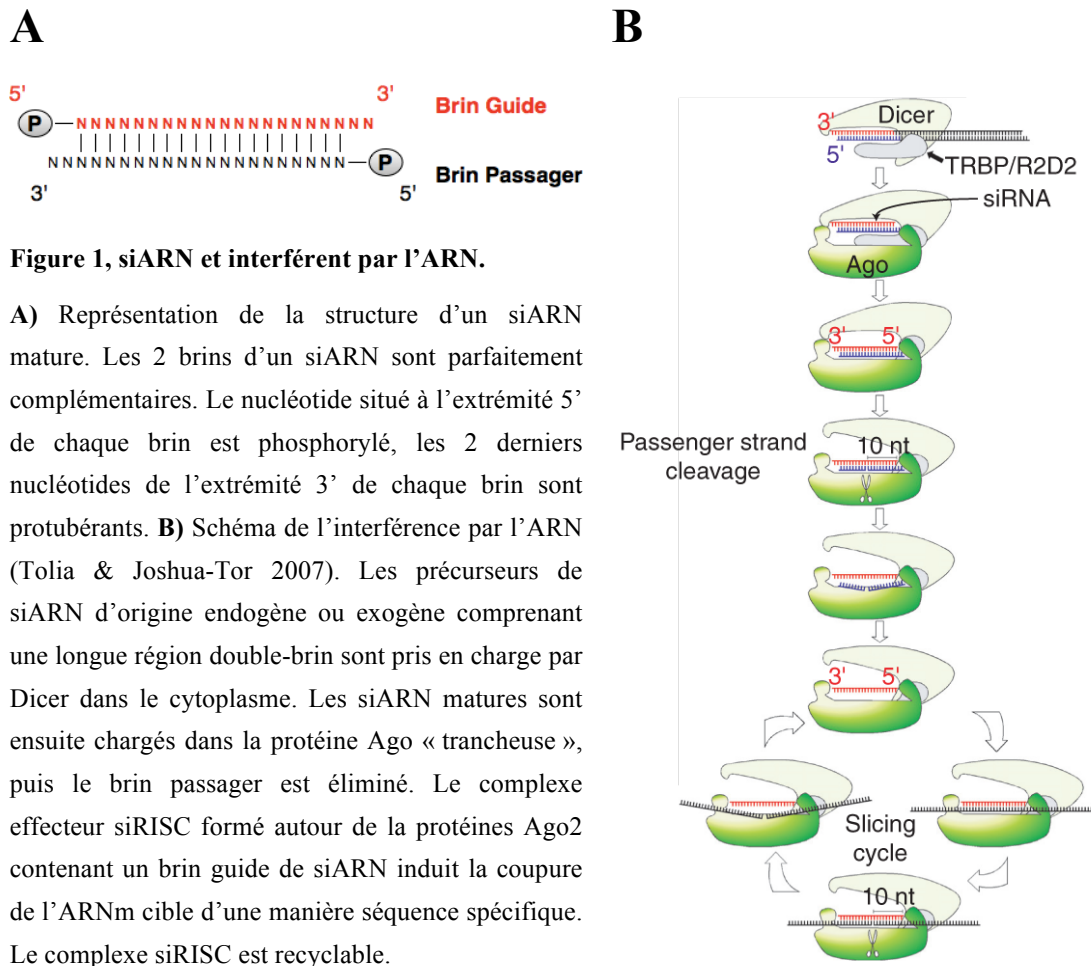 A
5'
3'
P
NNNNNNNNNNNNNNNNNNNNN
Brin Guide
NNNNNNNNNNNNNNNNNNNNN
P
Brin Passager
3'
5'
Figure 1, siARN et interférent par l’ARN.
A) Représentation de la structure d’un siARN
mature. Les 2 brins d’un siARN sont parfaitement
complémentaires. Le nucléotide situé à l’extrémité 5’
de chaque brin est phosphorylé, les 2 derniers
nucléotides de l’extrémité 3’ de chaque brin sont
protubérants. B) Schéma de l’interférence par l’ARN
(Tolia & Joshua-Tor 2007). Les précurseurs de
siARN d’origine endogène ou exogène comprenant
une longue région double-brin sont pris en charge par
Dicer dans le cytoplasme. Les siARN matures sont
ensuite chargés dans la protéine Ago « trancheuse »,
puis le brin passager est éliminé. Le complexe
effecteur siRISC formé autour de la protéines Ago2
contenant un brin guide de siARN induit la coupure
de l’ARNm cible d’une manière séquence spécifique.
Le complexe siRISC est recyclable.
B
Dicer
3'
5'
TRBP/R2D2
siRNA
Ago
3' 5'
Passenger strand
cleavage
10 nt
3' 5'
Slicing
cycle
10 nt